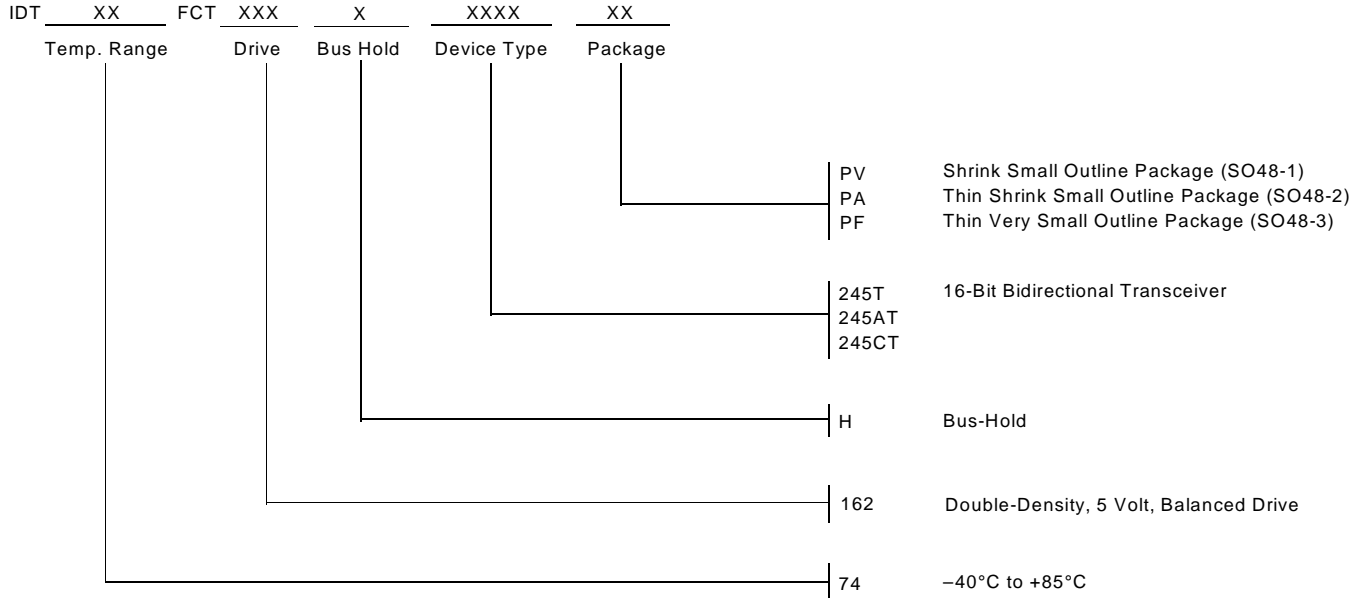 IDT XX FCT XXX X XXXX XX
Temp. Range Drive Bus Hold Device Type Package
PV Shrink Small Outline Package (SO48-1)
PA Thin Shrink Small Outline Package (SO48-2)
PF Thin Very Small Outline Package (SO48-3)
245T 16-Bit Bidirectional Transceiver
245AT
245CT
H Bus-Hold
162 Double-Density, 5 Volt, Balanced Drive
74 –40°C to +85°C